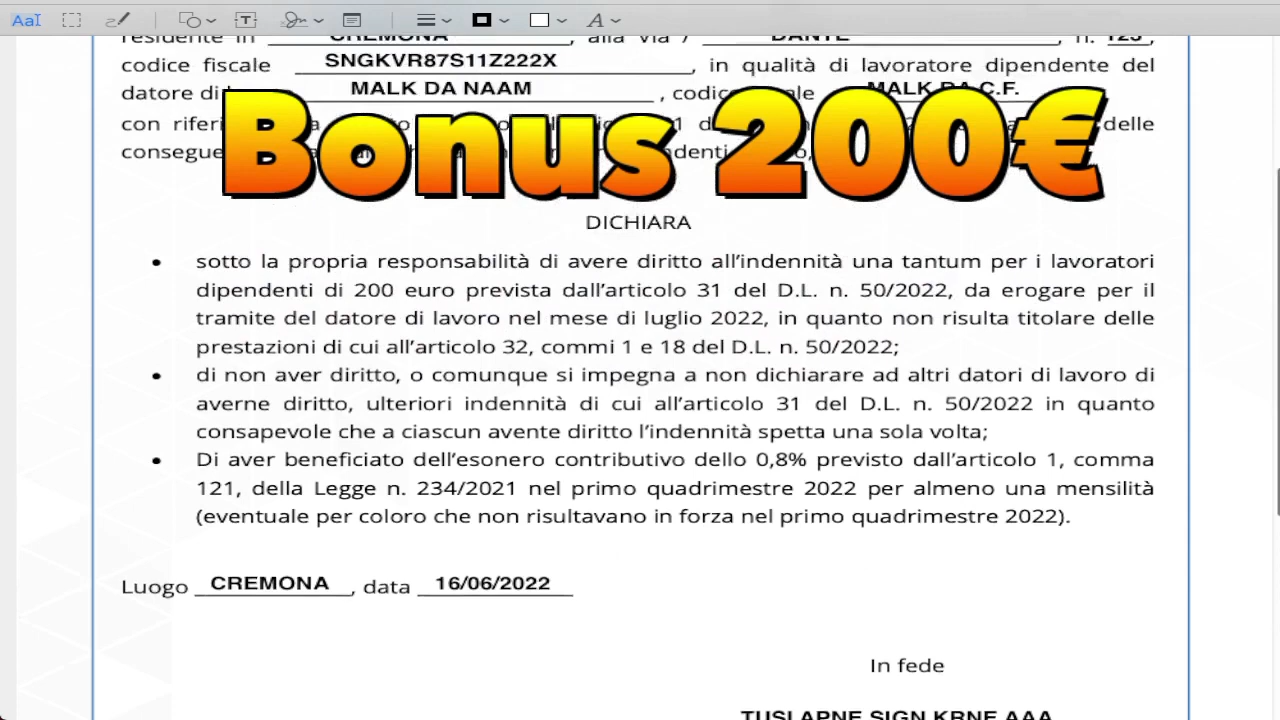 AaI T A
residente in CREMONA, alla via / DANTE, n. 123,
codice fiscale SNGKVR87S11Z222X, in qualità di lavoratore dipendente del
datore di MALK DA NAAM, MALK DA C.F.
Bonus 200€
con delle
DICHIARA
• sotto la propria responsabilità di avere diritto all’indennità una tantum per i lavoratori
dipendenti di 200 euro prevista dall’articolo 31 del D.L. n. 50/2022, da erogare per il
tramite del datore di lavoro nel mese di luglio 2022, in quanto non risulta titolare delle
prestazioni di cui all’articolo 32, commi 1 e 18 del D.L. n. 50/2022;
• di non aver diritto, o comunque si impegna a non dichiarare ad altri datori di lavoro di
averne diritto, ulteriori indennità di cui all’articolo 31 del D.L. n. 50/2022 in quanto
consapevole che a ciascun avente diritto l’indennità spetta una sola volta;
• Di aver beneficiato dell’esonero contributivo dello 0,8% previsto dall’articolo 1, comma
121, della Legge n. 234/2021 nel primo quadrimestre 2022 per almeno una mensilità
(eventuale per coloro che non risultavano in forza nel primo quadrimestre 2022).
Luogo CREMONA, data 16/06/2022
In fede
TUSI APNE SIGN KRNE AAA